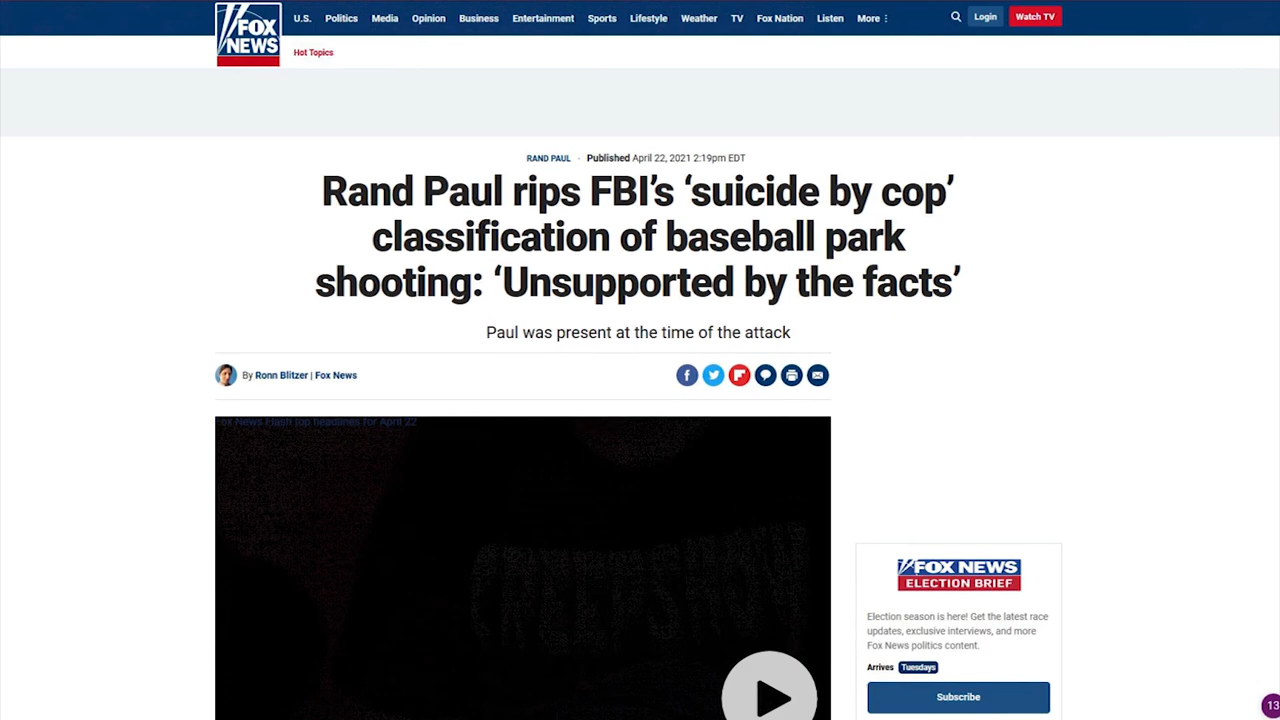 FOX
NEWS
U.S. Politics Media Opinion Business Entertainment Sports Lifestyle Weather TV Fox Nation Listen More
Login
Watch TV
Hot Topics
RAND PAUL · Published April 22, 2021 2:19pm EDT
Rand Paul rips FBI’s ‘suicide by cop’
classification of baseball park
shooting: ‘Unsupported by the facts’
Paul was present at the time of the attack
By Ronn Blitzer | Fox News
Fox News Flash top headlines for April 22
FOX NEWS
ELECTION BRIEF
Election season is here! Get the latest race
updates, exclusive interviews, and more
Fox News politics content.
Arrives Tuesdays
Subscribe
13